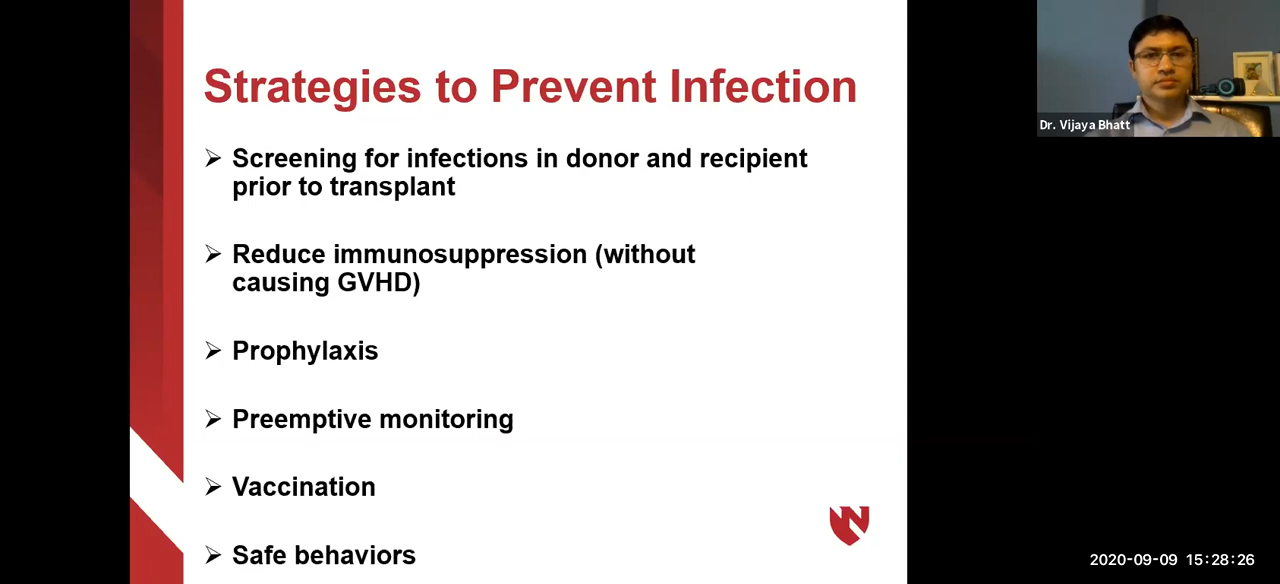 Strategies to Prevent Infection
Screening for infections in donor and recipient
prior to transplant
Reduce immunosuppression (without
causing GVHD)
Prophylaxis
Preemptive monitoring
Vaccination
Safe behaviors
Dr. Vijaya Bhatt
2020-09-09 15:28:26